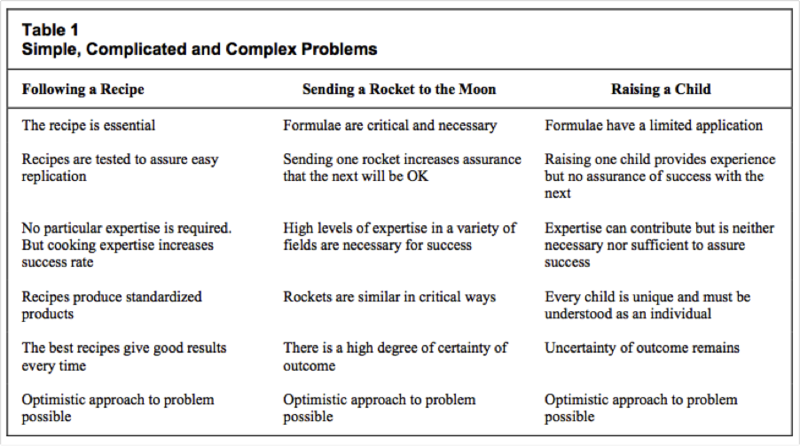 Table 1
Simple, Complicated and Complex Problems
Following a Recipe
Sending a Rocket to the Moon
Raising a Child
The recipe is essential
Formulae are critical and necessary
Formulae have a limited application
Recipes are tested to assure easy
replication
Sending one rocket increases assurance
that the next will be OK
Raising one child provides experience
but no assurance of success with the
next
No particular expertise is required.
But cooking expertise increases
success rate
High levels of expertise in a variety of
fields are necessary for success
Expertise can contribute but is neither
necessary nor sufficient to assure
success
Recipes produce standardized
products
Rockets are similar in critical ways
Every child is unique and must be
understood as an individual
The best recipes give good results
every time
There is a high degree of certainty of
outcome
Uncertainty of outcome remains
Optimistic approach to problem
possible
Optimistic approach to problem
possible
Optimistic approach to problem
possible